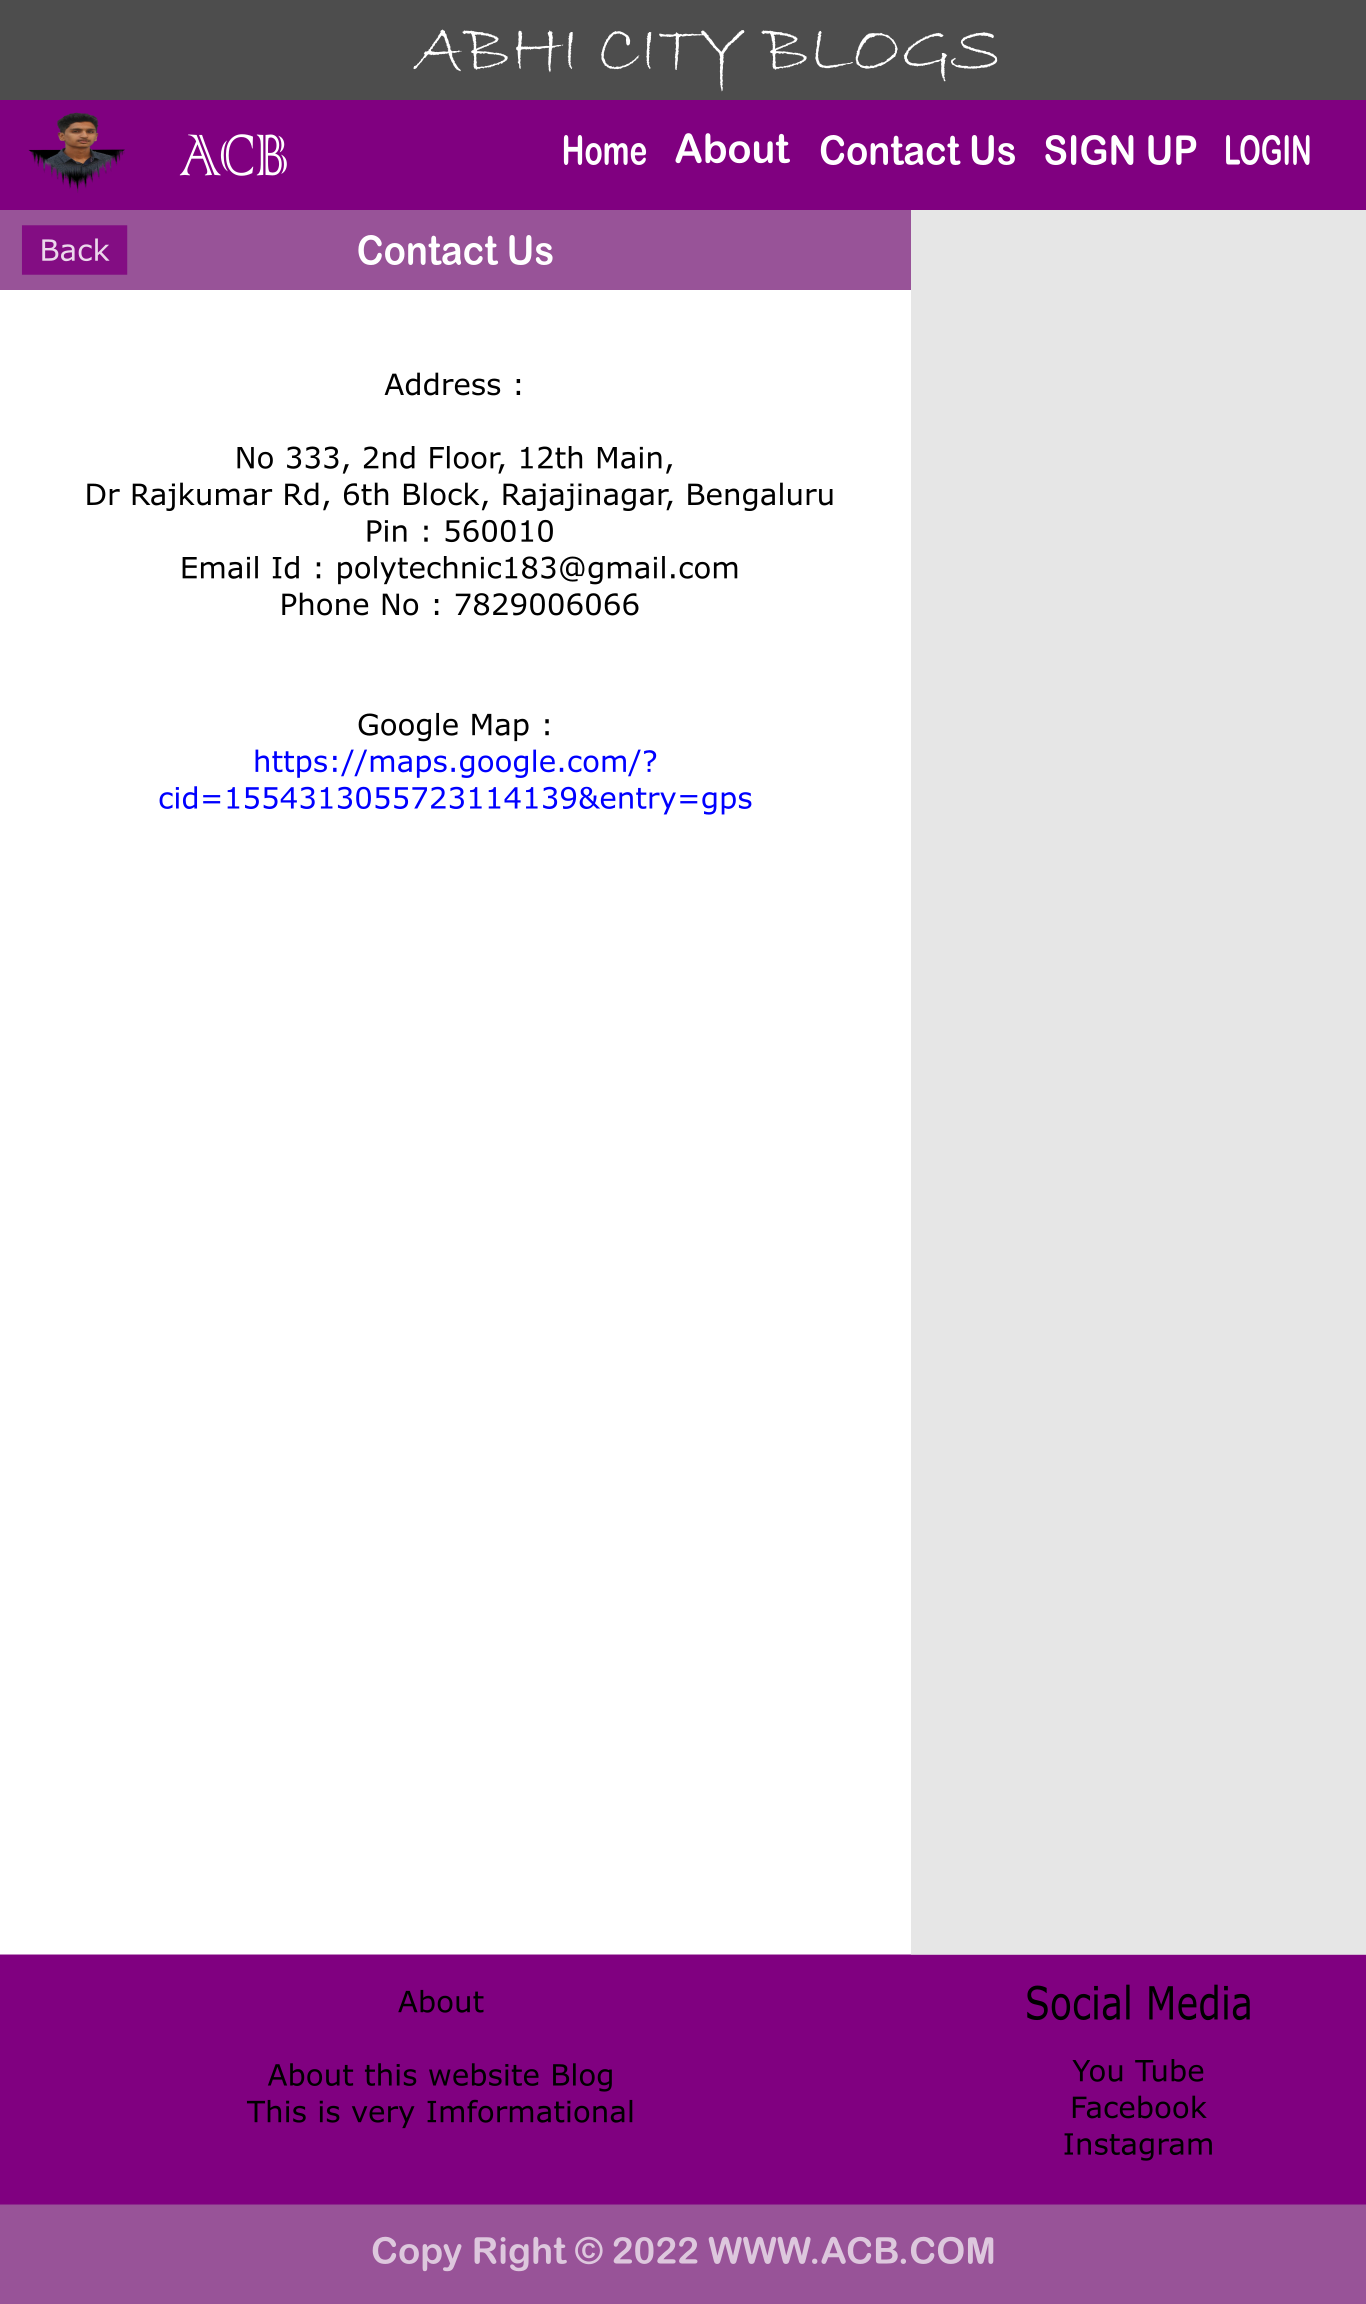 ABHI CITY BLOGS
ACB
Home About Contact Us SIGN UP LOGIN
Back
Contact Us
Address :
No 333, 2nd Floor, 12th Main,
Dr Rajkumar Rd, 6th Block, Rajajinagar, Bengaluru
Pin : 560010
Email Id : polytechnic183@gmail.com
Phone No : 7829006066
Google Map :
https://maps.google.com/?
cid=1554313055723114139&entry=gps
About
About this website Blog
This is very Imformational
Social Media
You Tube
Facebook
Instagram
Copy Right © 2022 WWW.ACB.COM